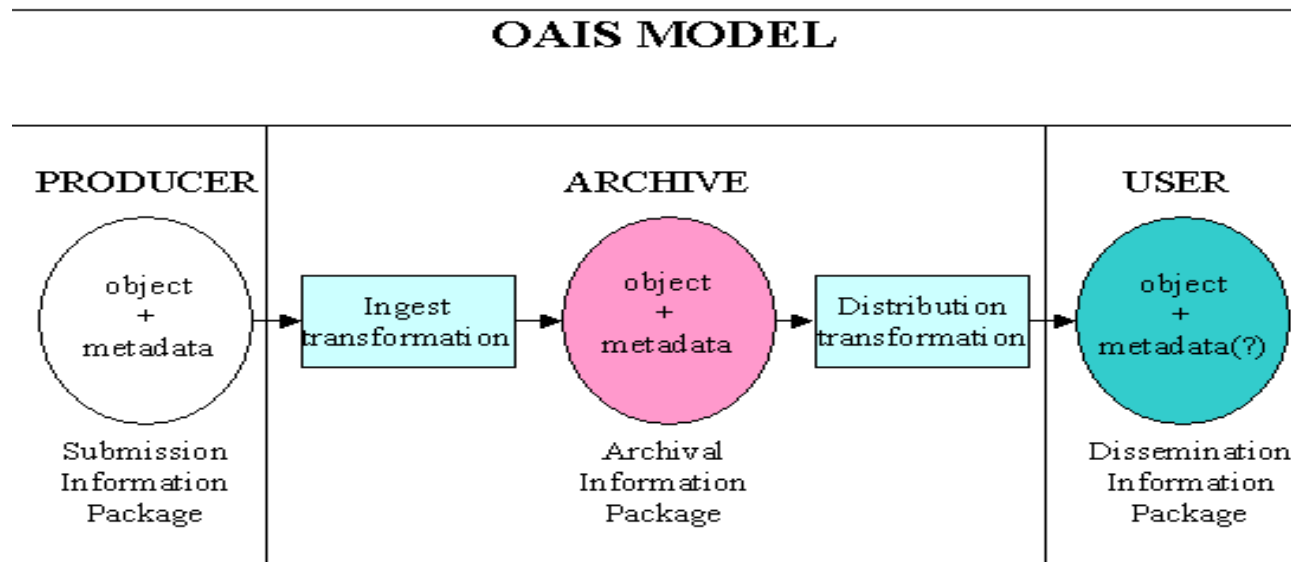 OAIS MODEL
PRODUCER
ARCHIVE
USER
object
+
metadata
Ingest
transformation
object
+
metadata
Distribution
transformation
object
+
metadata(?)
Submission
Information
Package
Archival
Information
Package
Dissemination
Information
Package